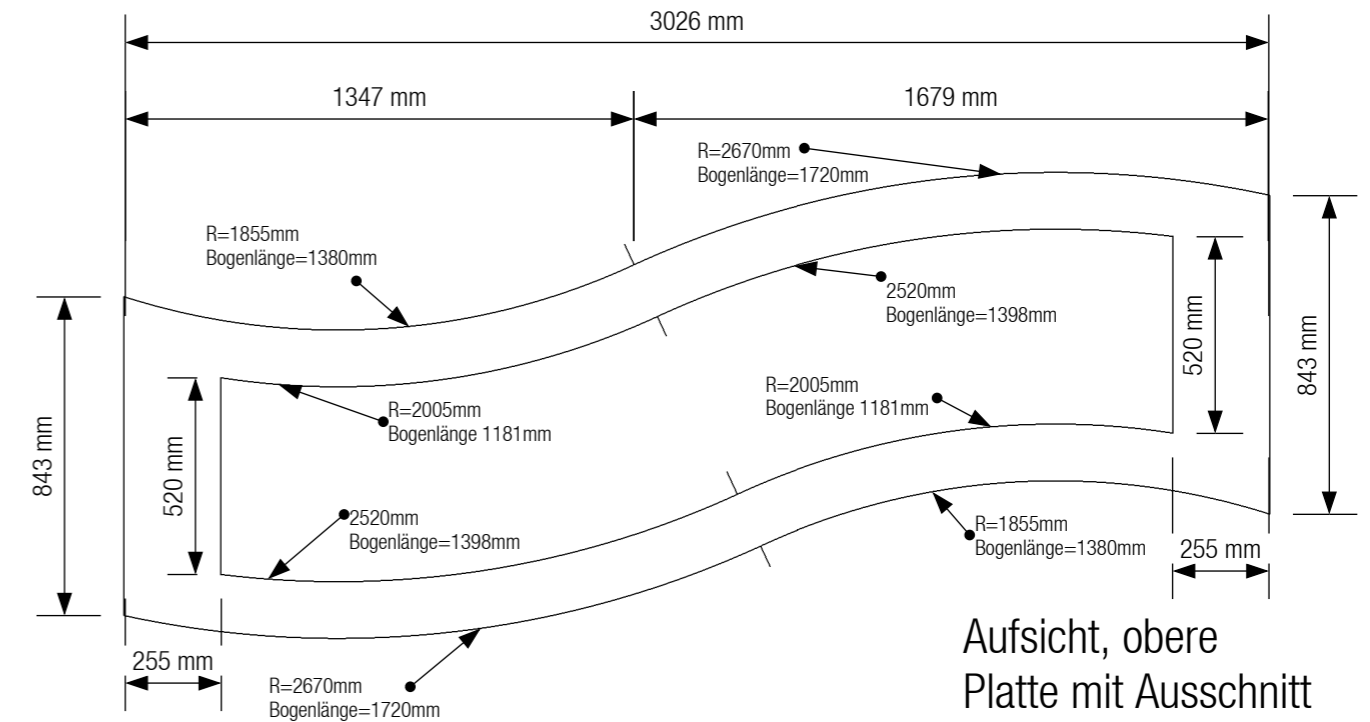 3026 mm
1347 mm
1679 mm
R=2670mm
Bogenlänge=1720mm
R=1855mm
Bogenlänge=1380mm
2520mm
Bogenlänge=1398mm
520 mm
843 mm
R=2005mm
Bogenlänge 1181mm
R=2005mm
Bogenlänge 1181mm
843 mm
520 mm
2520mm
Bogenlänge=1398mm
R=1855mm
Bogenlänge=1380mm
255 mm
255 mm
R=2670mm
Bogenlänge=1720mm
Aufsicht, obere
Platte mit Ausschnitt